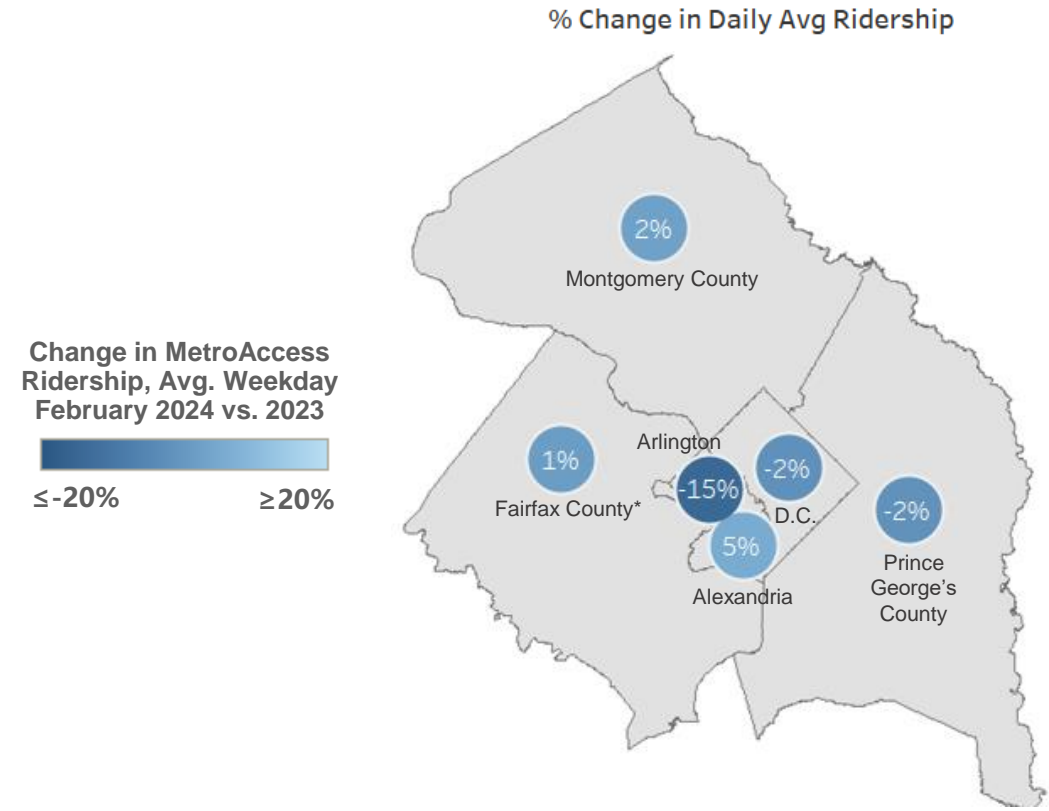 % Change in Daily Avg Ridership
2%
Montgomery County
Change in MetroAccess
Ridership, Avg. Weekday
February 2024 vs. 2023
≤-20%
≥20%
Arlington
1%
-15%
-2%
Fairfax County*
D.C.
-2%
5%
Alexandria
Prince
George’s
County